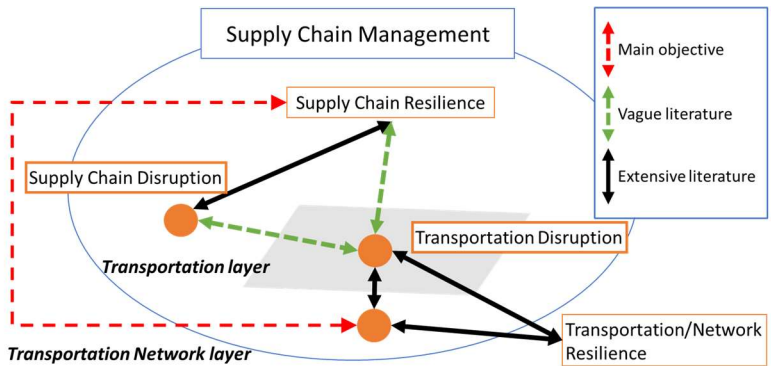 Supply Chain Management
Main objective
Vague literature
Extensive literature
Supply Chain Resilience
Supply Chain Disruption
Transportation Disruption
Transportation layer
Transportation/Network
Resilience
Transportation Network layer